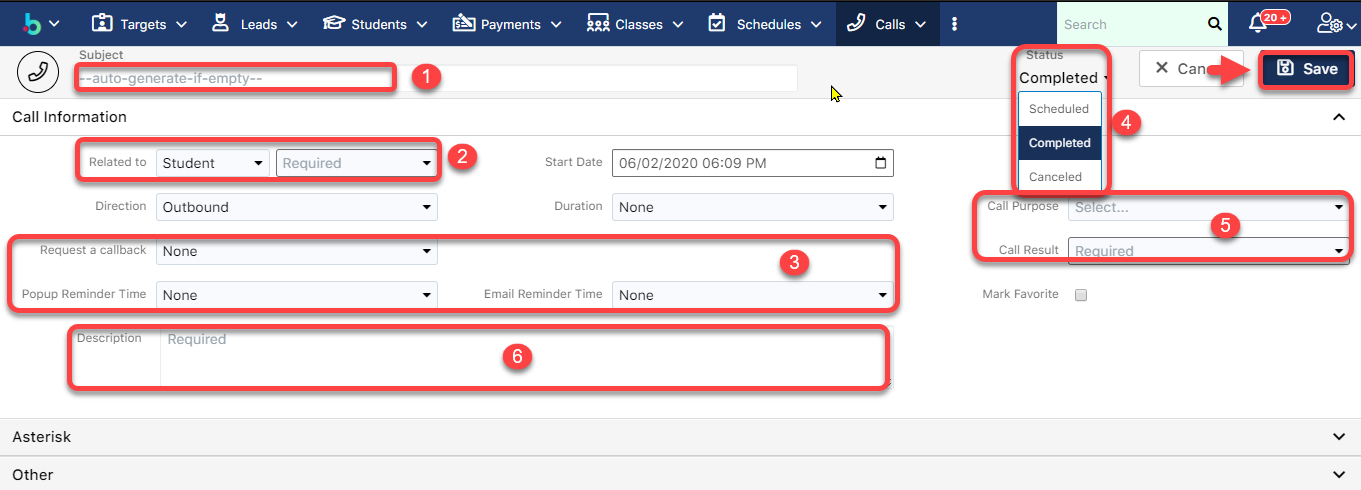 Targets Leads Students Payments Classes Schedules Calls Search 20 +
Subject
--auto-generate-if-empty--
1
Status
Completed
Scheduled
Completed
Canceled
4
Save
Call Information
Related to Student Required 2
Start Date 06/02/2020 06:09 PM
Direction Outbound
Duration None
Call Purpose Select...
5
Request a callback None
3
Call Result Required
Popup Reminder Time None
Email Reminder Time None
Mark Favorite
Description Required
6
Asterisk
Other